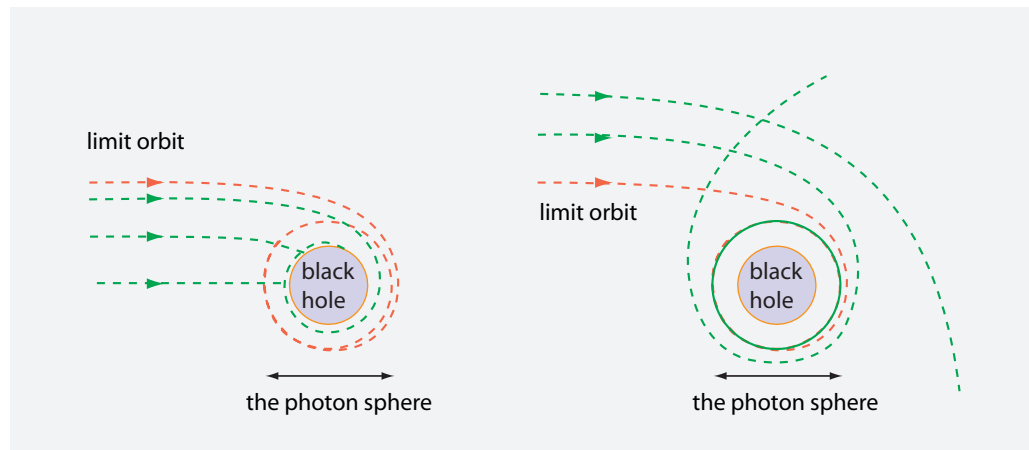 limit orbit
black
hole
the photon sphere
limit orbit
black
hole
the photon sphere